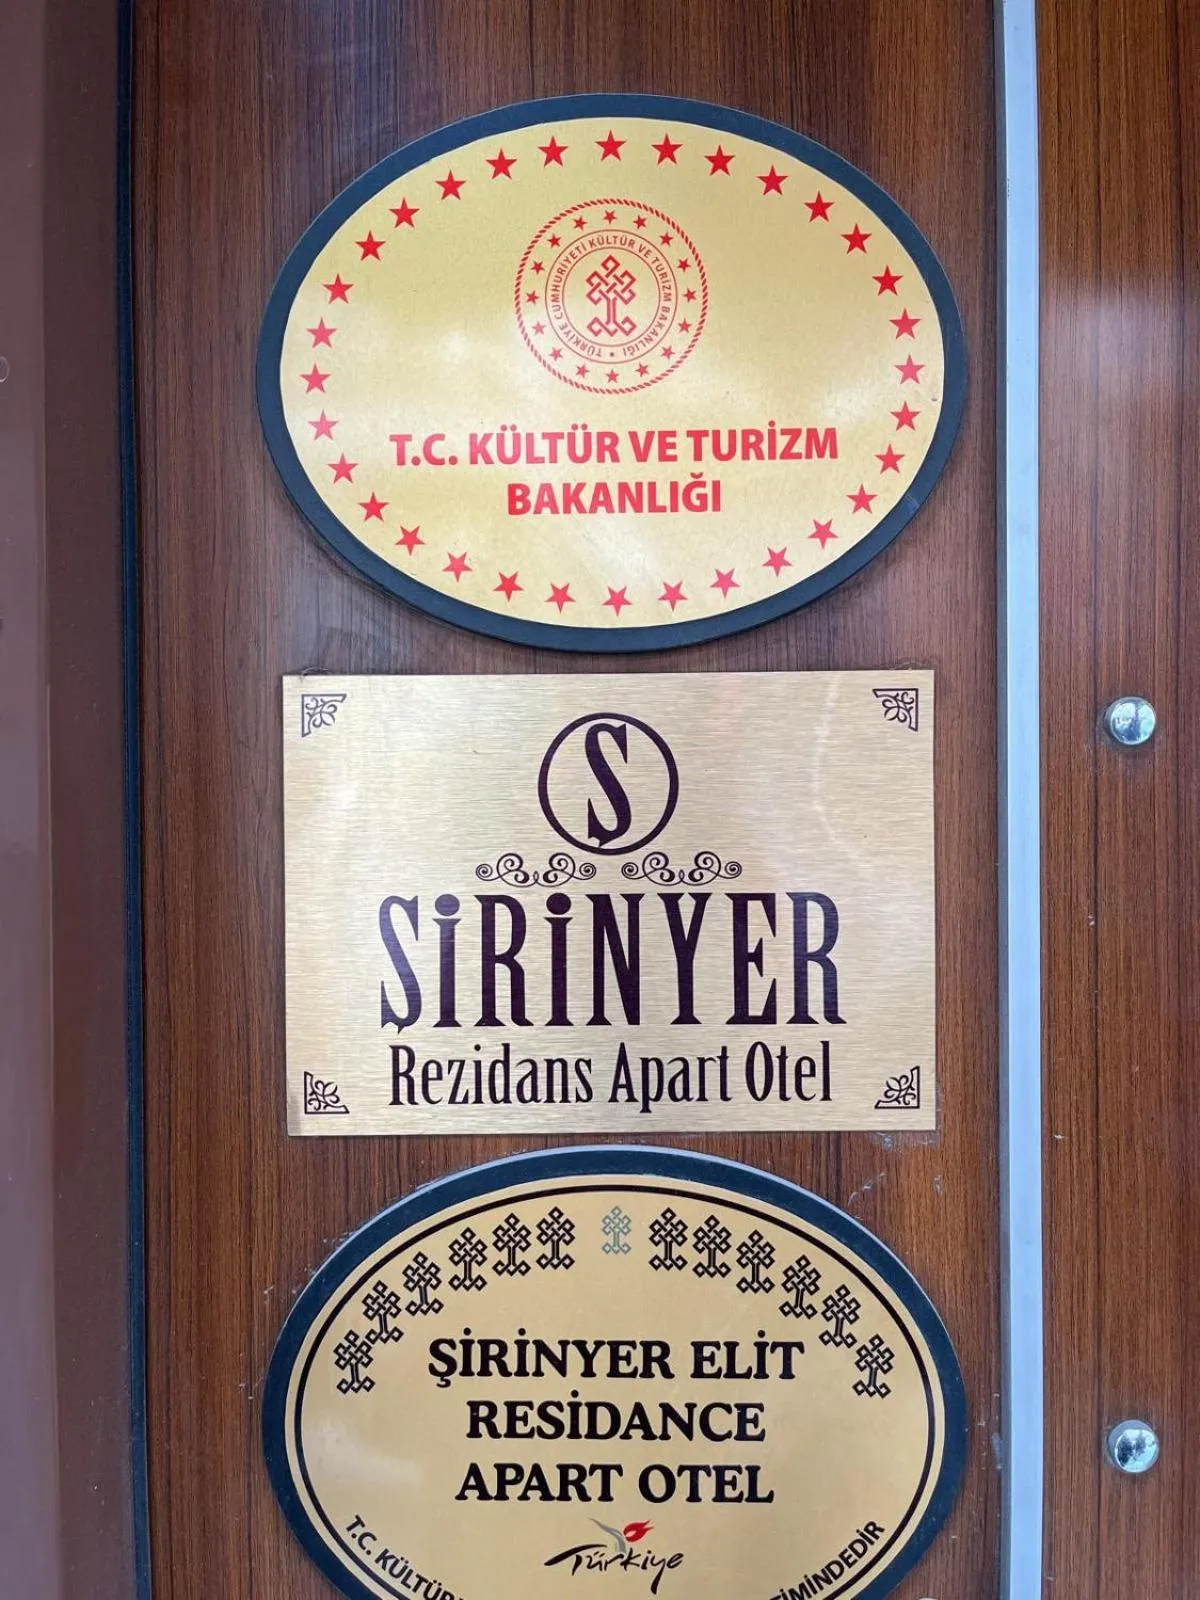 TÜRKİYE CUMHURİYETİ KÜLTÜR VE TURİZM BAKANLIĞI
T.C. KÜLTÜR VE TURİZM
BAKANLIĞI
S
ŞİRİNYER
Rezidans Apart Otel
ŞİRİNYER ELİT
RESİDANCE
APART OTEL
Türkiye
T.C. KÜLTÜR